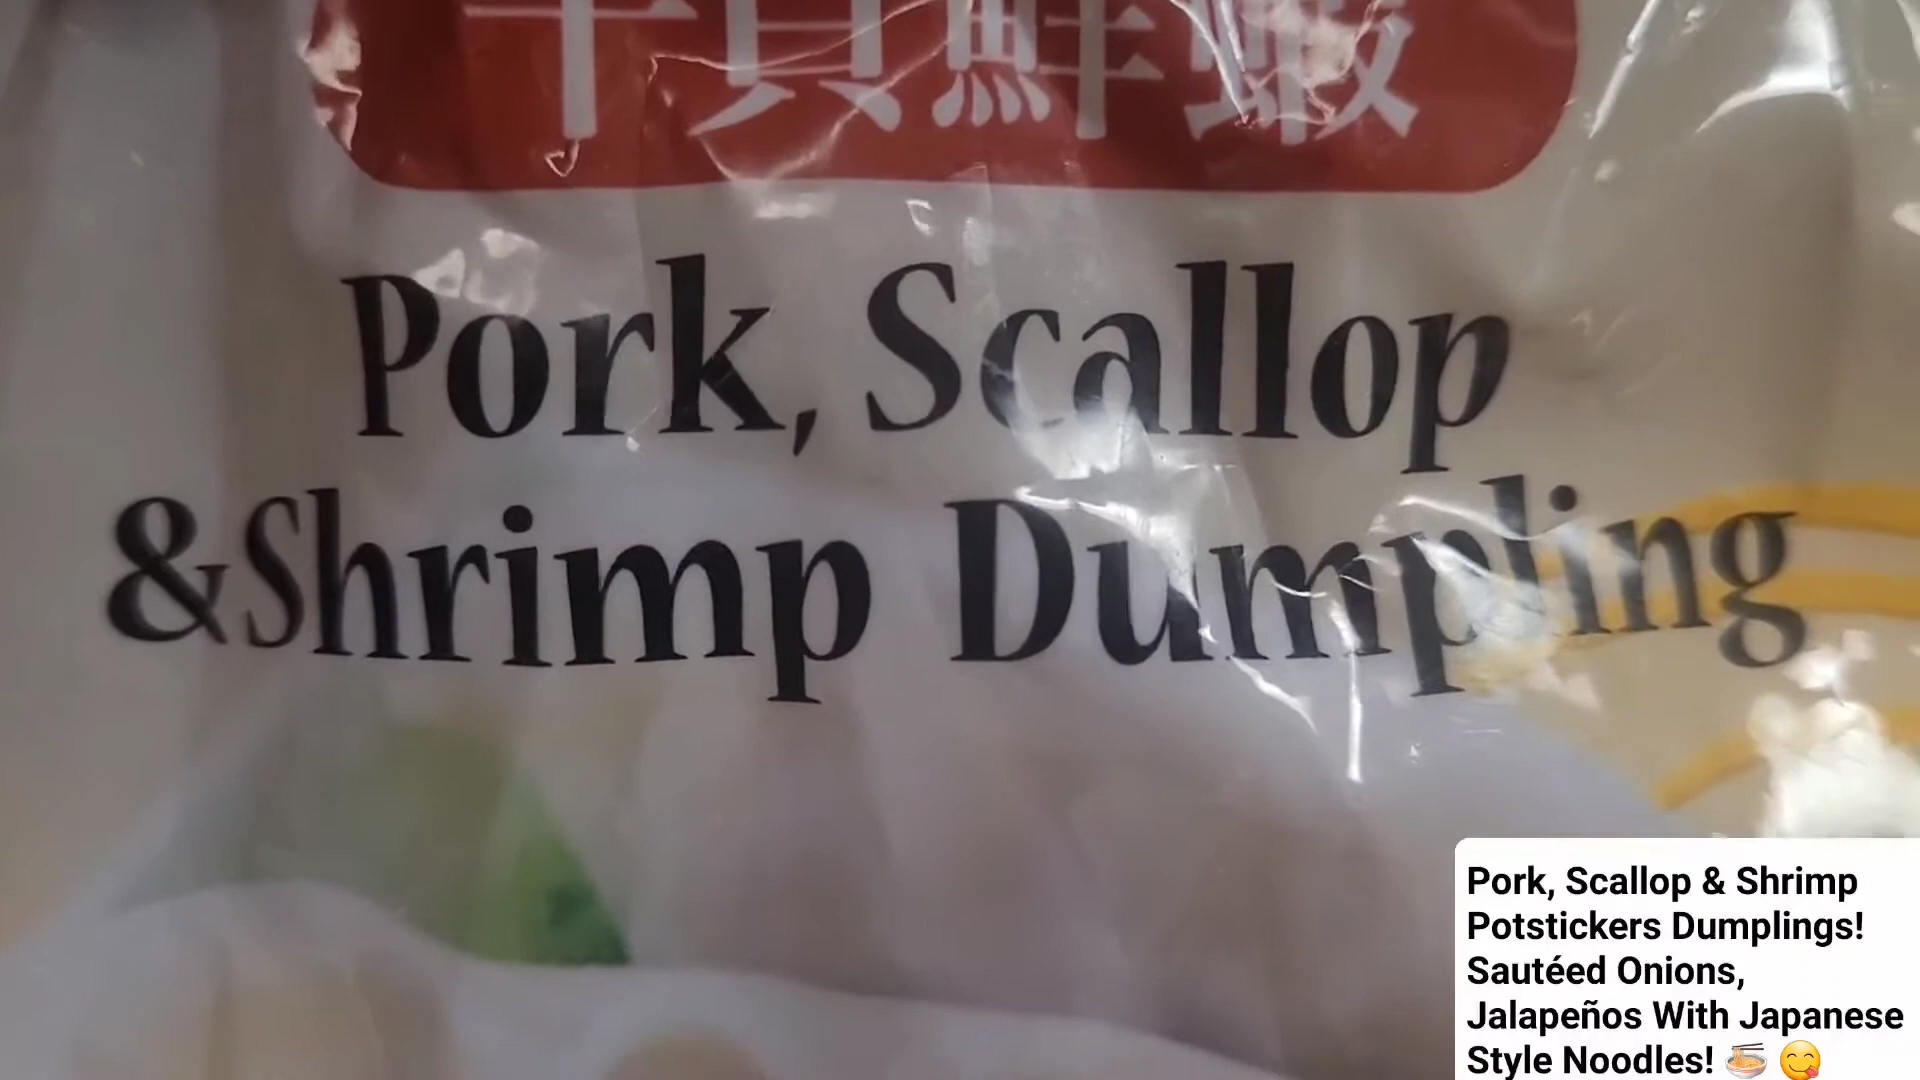 干貝鮮蝦
Pork, Scallop
&Shrimp Dumpling
Pork, Scallop & Shrimp
Potstickers Dumplings!
Sautéed Onions,
Jalapeños With Japanese
Style Noodles! 🍜 😋